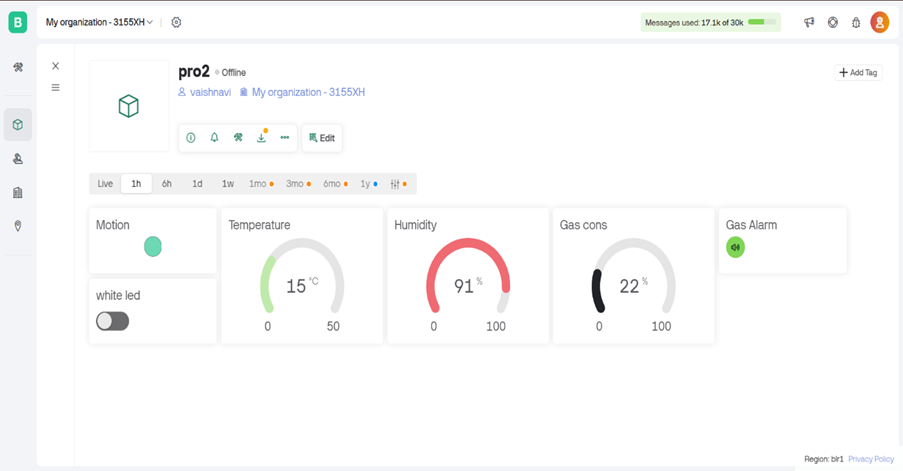 B My organization - 3155XH Messages used: 17.1k of 30k
pro2 Offline
vaishnavi My organization - 3155XH
Add Tag
Edit
Live 1h 6h 1d 1w 1mo 3mo 6mo 1y
Motion
white led
Temperature
15 °C
0 50
Humidity
91 %
0 100
Gas cons
22 %
0 100
Gas Alarm
Region: blr1 Privacy Policy